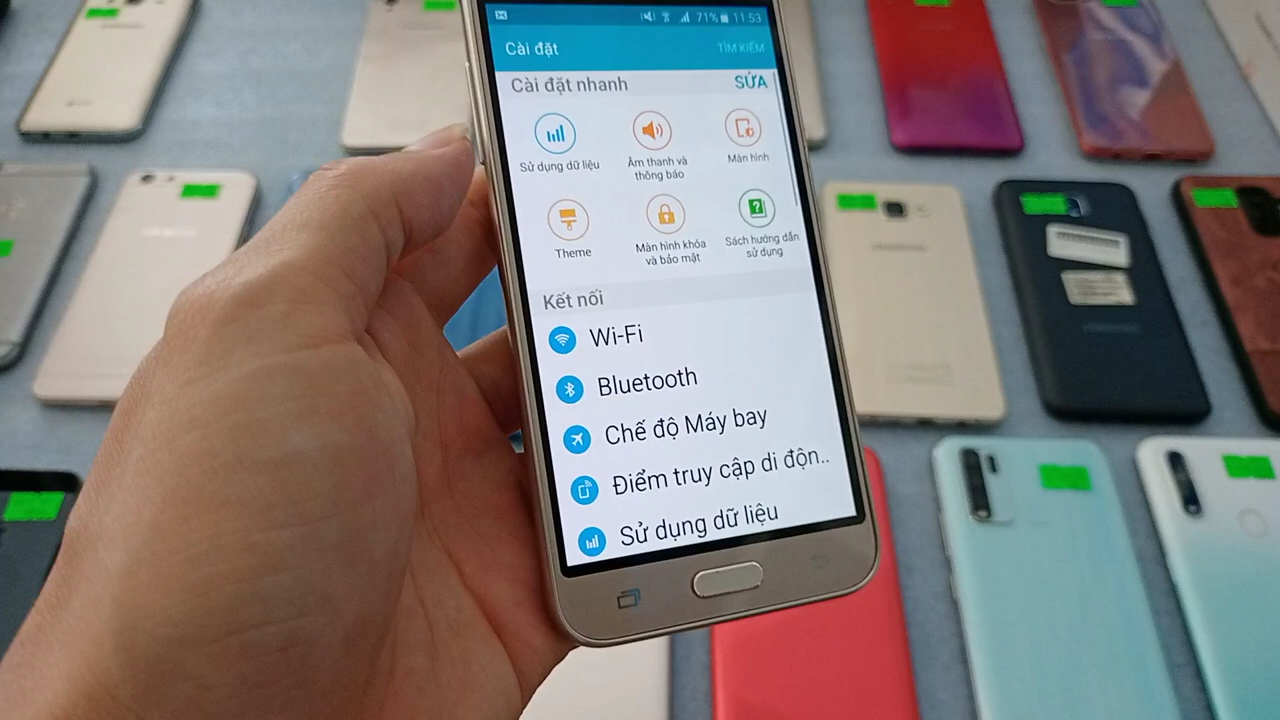 71% 11:53
Cài đặt
TÌM KIẾM
Cài đặt nhanh
SỬA
Sử dụng dữ liệu
Âm thanh và
thông báo
Màn hình
Theme
Màn hình khóa
và bảo mật
Sách hướng dẫn
sử dụng
Kết nối
Wi-Fi
Bluetooth
Chế độ Máy bay
Điểm truy cập di độn..
Sử dụng dữ liệu